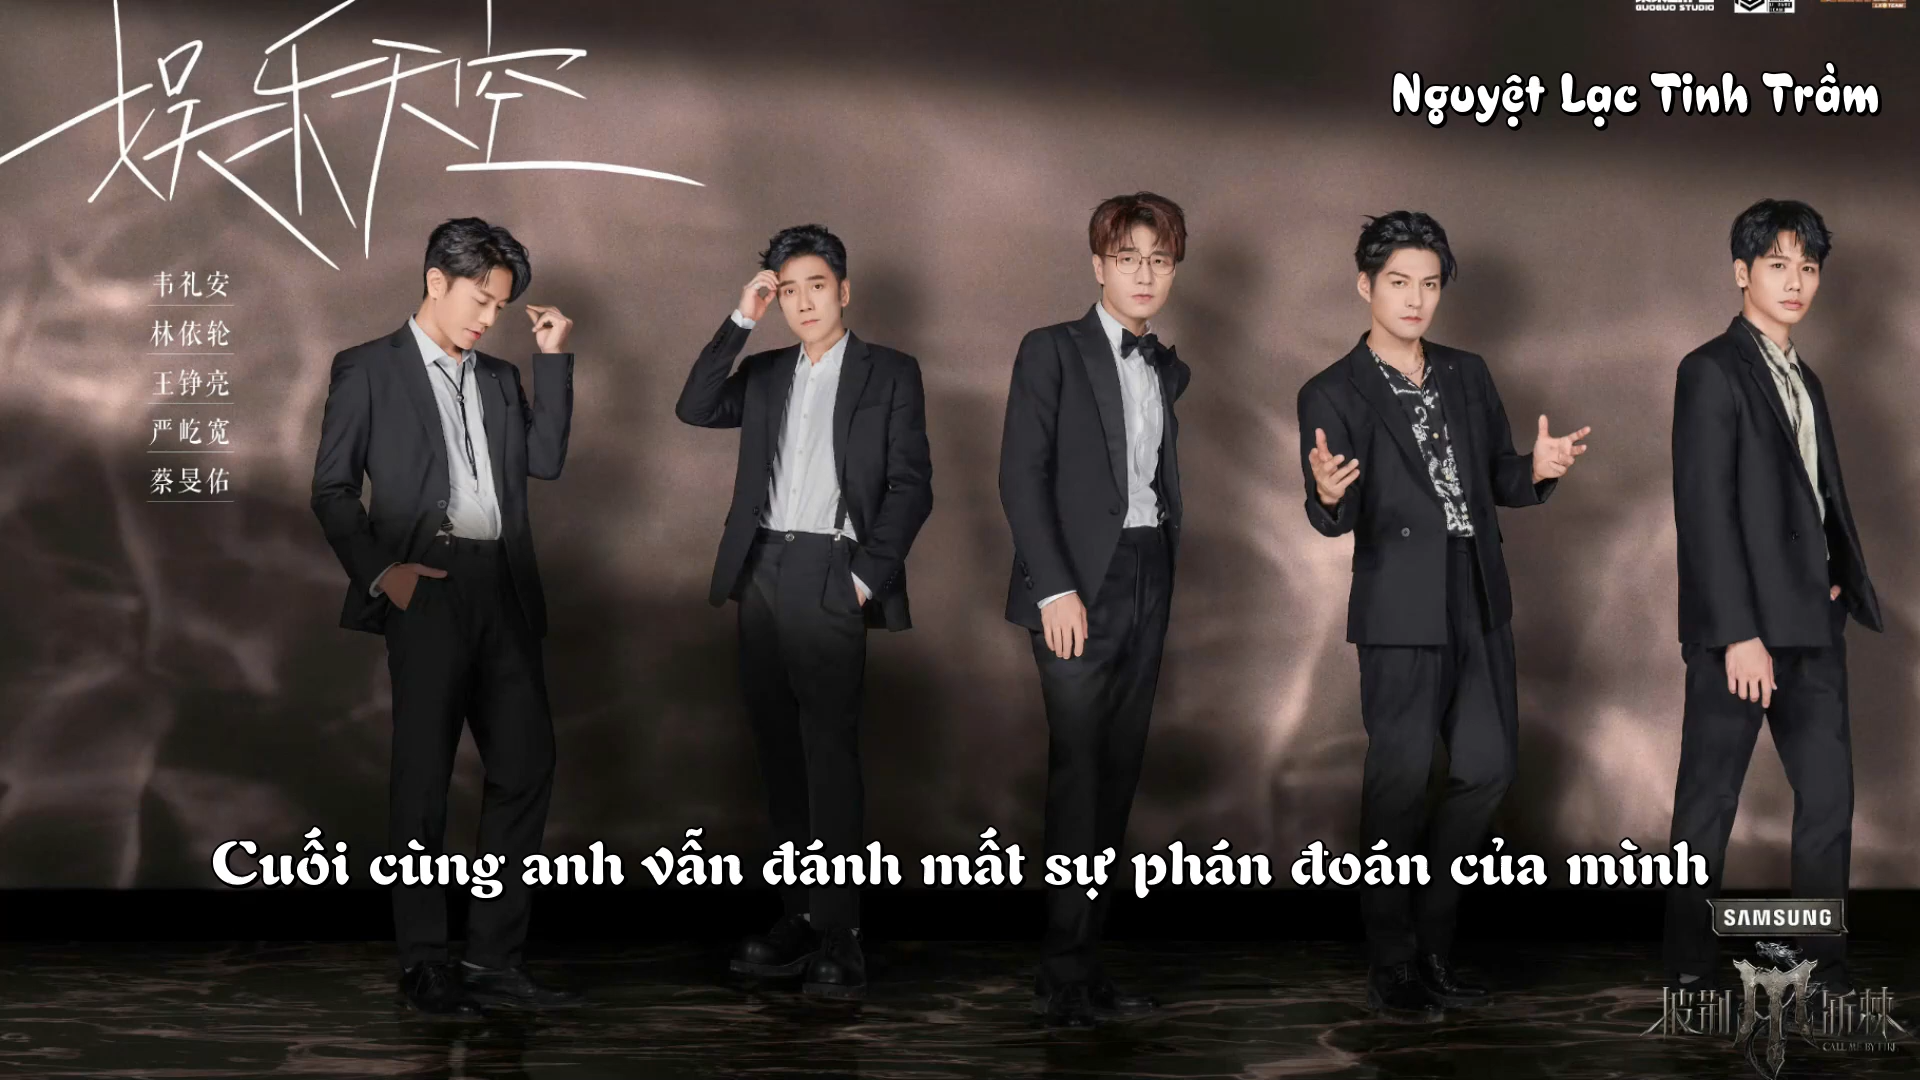 娱乐天空
GUOGUO STUDIO
Nguyệt Lạc Tinh Trầm
韦礼安
林依轮
王铮亮
严屹宽
蔡旻佑
Cuối cùng anh vẫn đánh mất sự phán đoán của mình
SAMSUNG
披荆斩棘
CALL ME BY FIRE